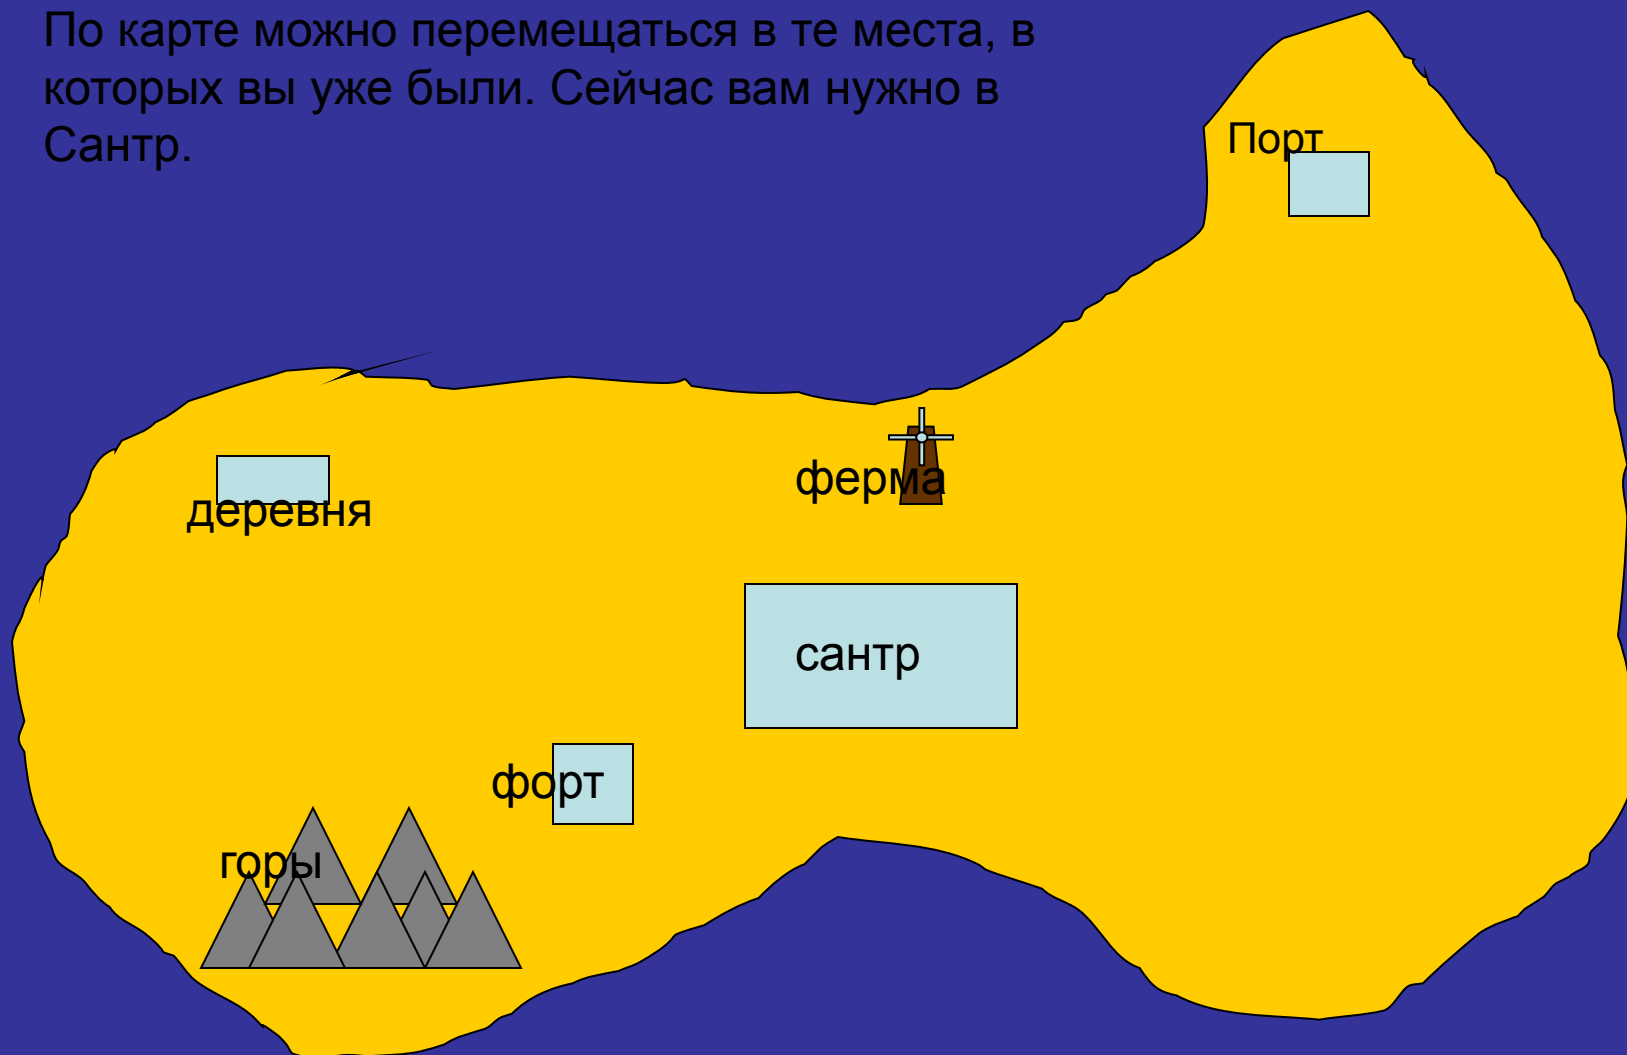 По карте можно перемещаться в те места, в
которых вы уже были. Сейчас вам нужно в
Сантр.
Порт
ферма
деревня
сантр
форт
горы